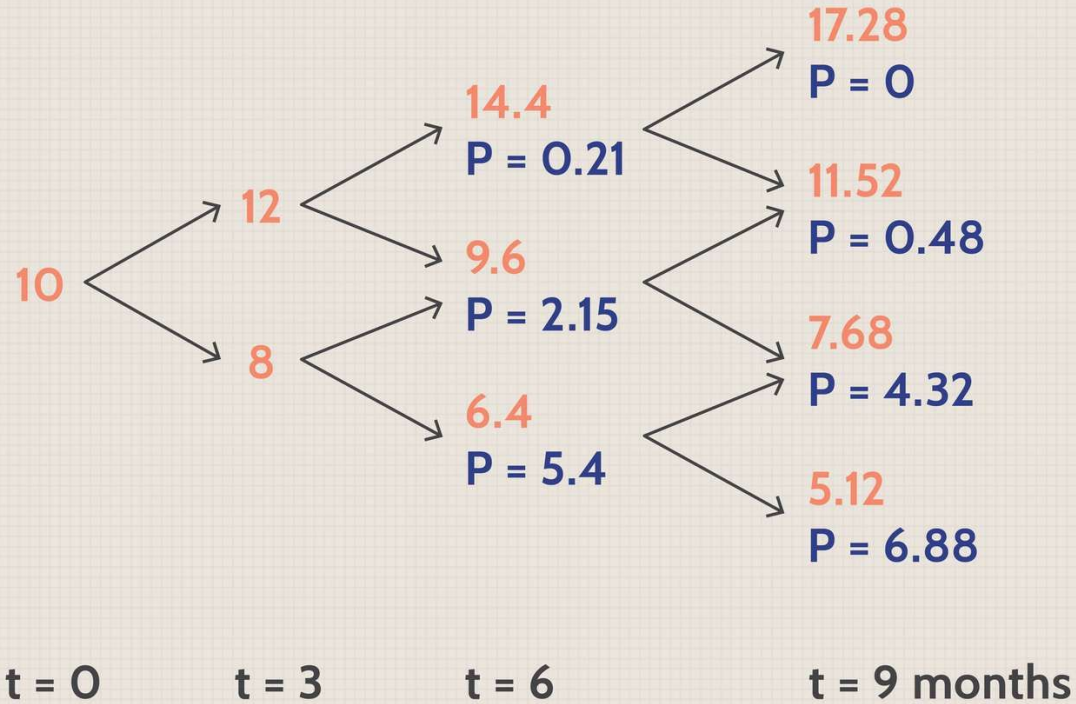 10
12
8
14.4
P = 0.21
9.6
P = 2.15
6.4
P = 5.4
17.28
P = 0
11.52
P = 0.48
7.68
P = 4.32
5.12
P = 6.88
t = 0
t = 3
t = 6
t = 9 months